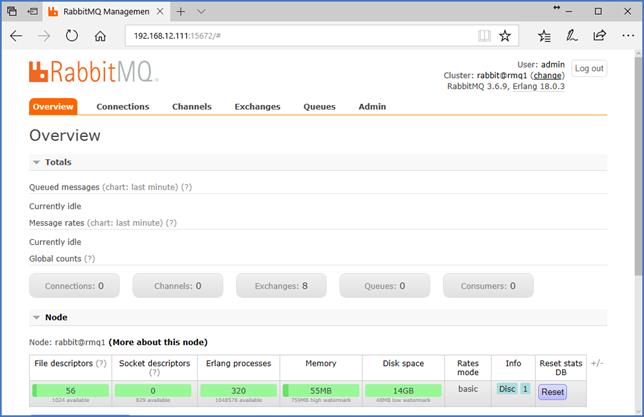 RabbitMQ Managemen
192.168.12.111:15672/#
RabbitMQ
User: admin
Log out
Cluster: rabbit@rmq1 (change)
RabbitMQ 3.6.9, Erlang 18.0.3
Overview Connections Channels Exchanges Queues Admin
Overview
Totals
Queued messages (chart: last minute) (?)
Currently idle
Message rates (chart: last minute) (?)
Currently idle
Global counts (?)
Connections: 0 Channels: 0 Exchanges: 8 Queues: 0 Consumers: 0
Node
Node: rabbit@rmq1 (More about this node)
File descriptors (?) Socket descriptors (?) Erlang processes Memory Disk space Rates mode Info Reset stats DB +/-
56 0 320 55MB 14GB basic Disc 1 Reset
1024 available 829 available 1048576 available 759MB high watermark 48MB low watermark